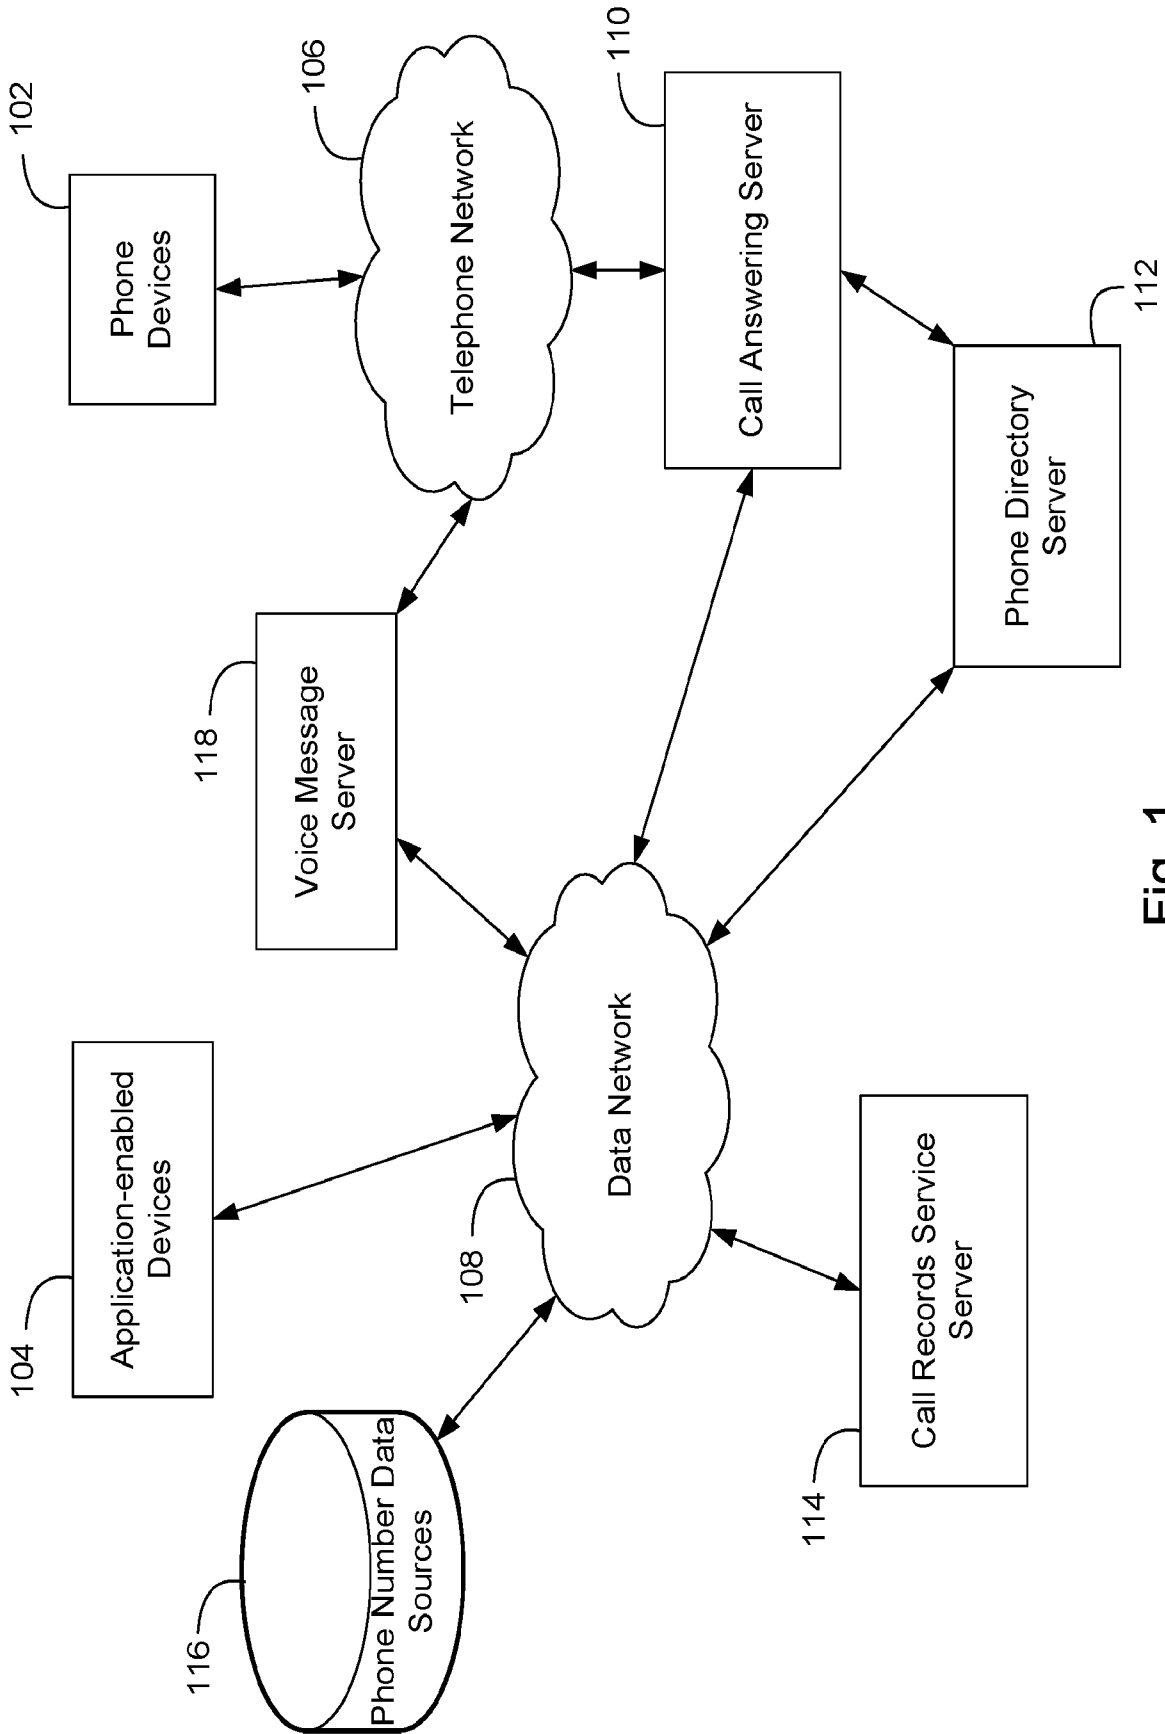 104
102
Application-enabled
Devices
Phone
Devices
116
118
106
Voice Message
Server
Phone Number Data
Sources
Telephone Network
108
110
Data Network
Call Answering Server
114
Call Records Service
Server
Phone Directory
Server
112
Fig. 1